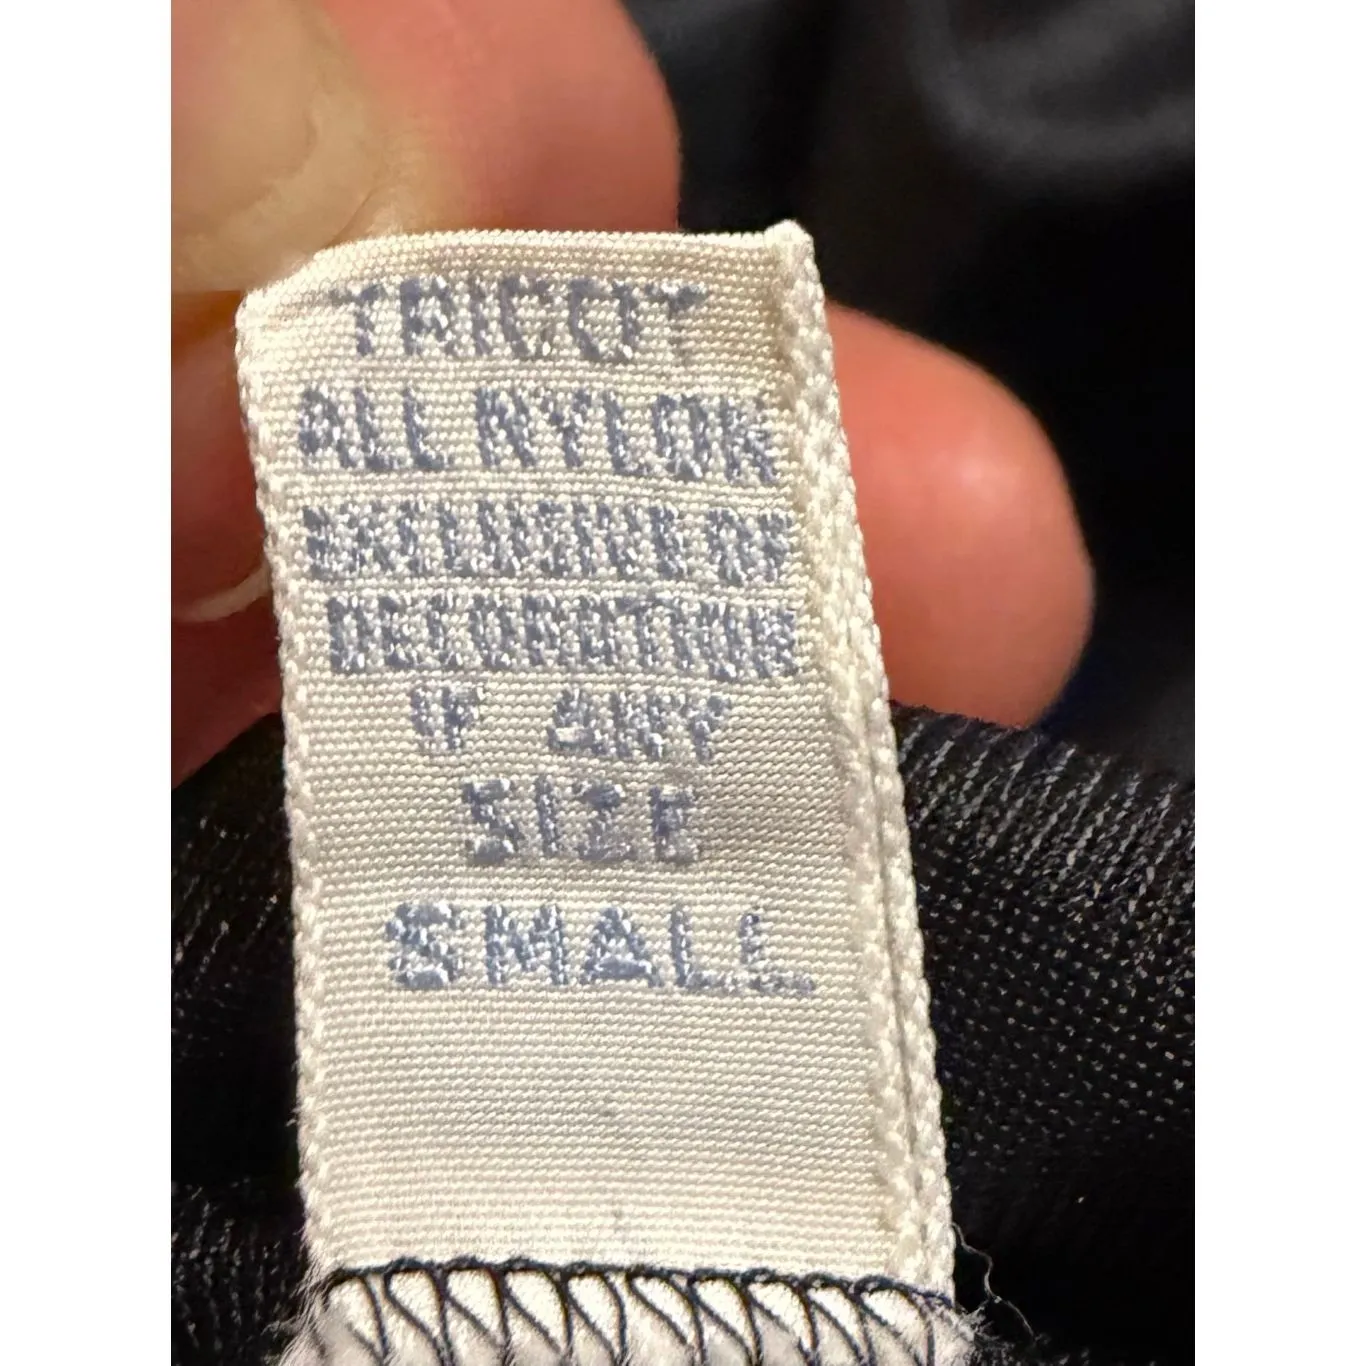 TRICOT
ALL NYLON
EXCLUSIVE OF
DECORATION
IF ANY
SIZE
SMALL